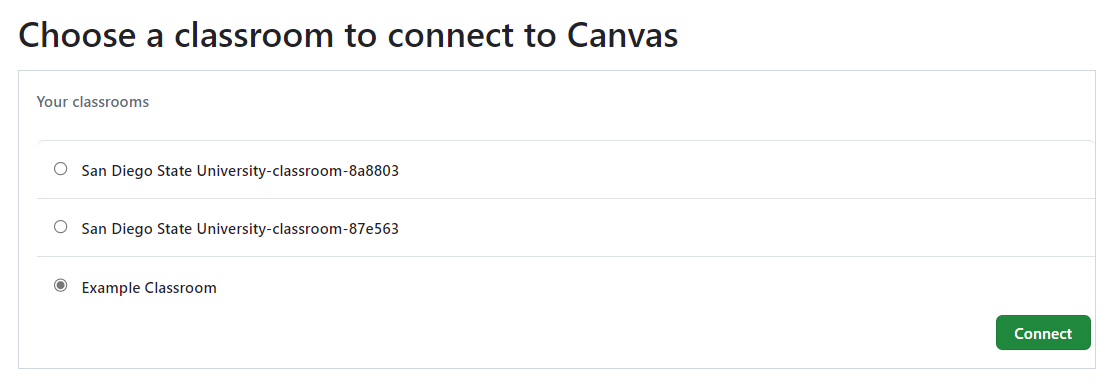 Choose a classroom to connect to Canvas
Your classrooms
San Diego State University-classroom-8a8803
San Diego State University-classroom-87e563
Example Classroom
Connect